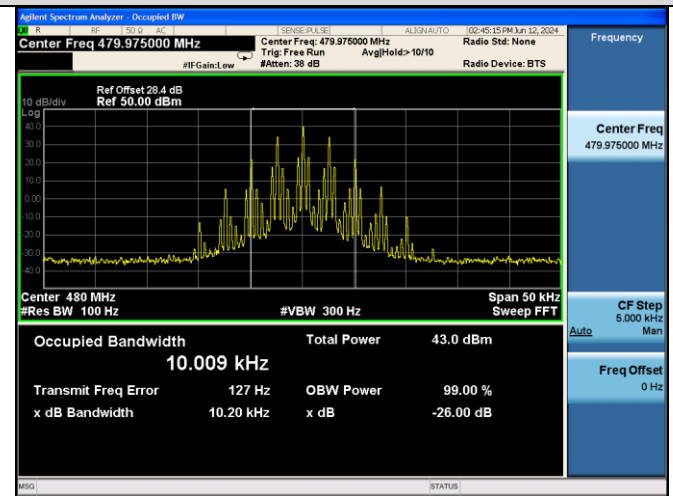 Agilent Spectrum Analyzer - Occupied BW
R RF 50 Ω AC SENSE:PULSE ALIGNAUTO 02:45:15 PM Jun 12, 2024
Center Freq 479.975000 MHz
Center Freq: 479.975000 MHz Radio Std: None
Trig: Free Run Avg|Hold:> 10/10
#IFGain:Low #Atten: 38 dB Radio Device: BTS
Ref Offset 28.4 dB
10 dB/div Ref 50.00 dBm
Log
40.0
30.0
20.0
10.0
0.00
-10.0
-20.0
-30.0
-40.0
Center 480 MHz Span 50 kHz
#Res BW 100 Hz #VBW 300 Hz Sweep FFT
Occupied Bandwidth Total Power 43.0 dBm
10.009 kHz
Transmit Freq Error 127 Hz OBW Power 99.00 %
x dB Bandwidth 10.20 kHz x dB -26.00 dB
MSG STATUS
Frequency
Center Freq
479.975000 MHz
CF Step
5.000 kHz
Auto Man
Freq Offset
0 Hz